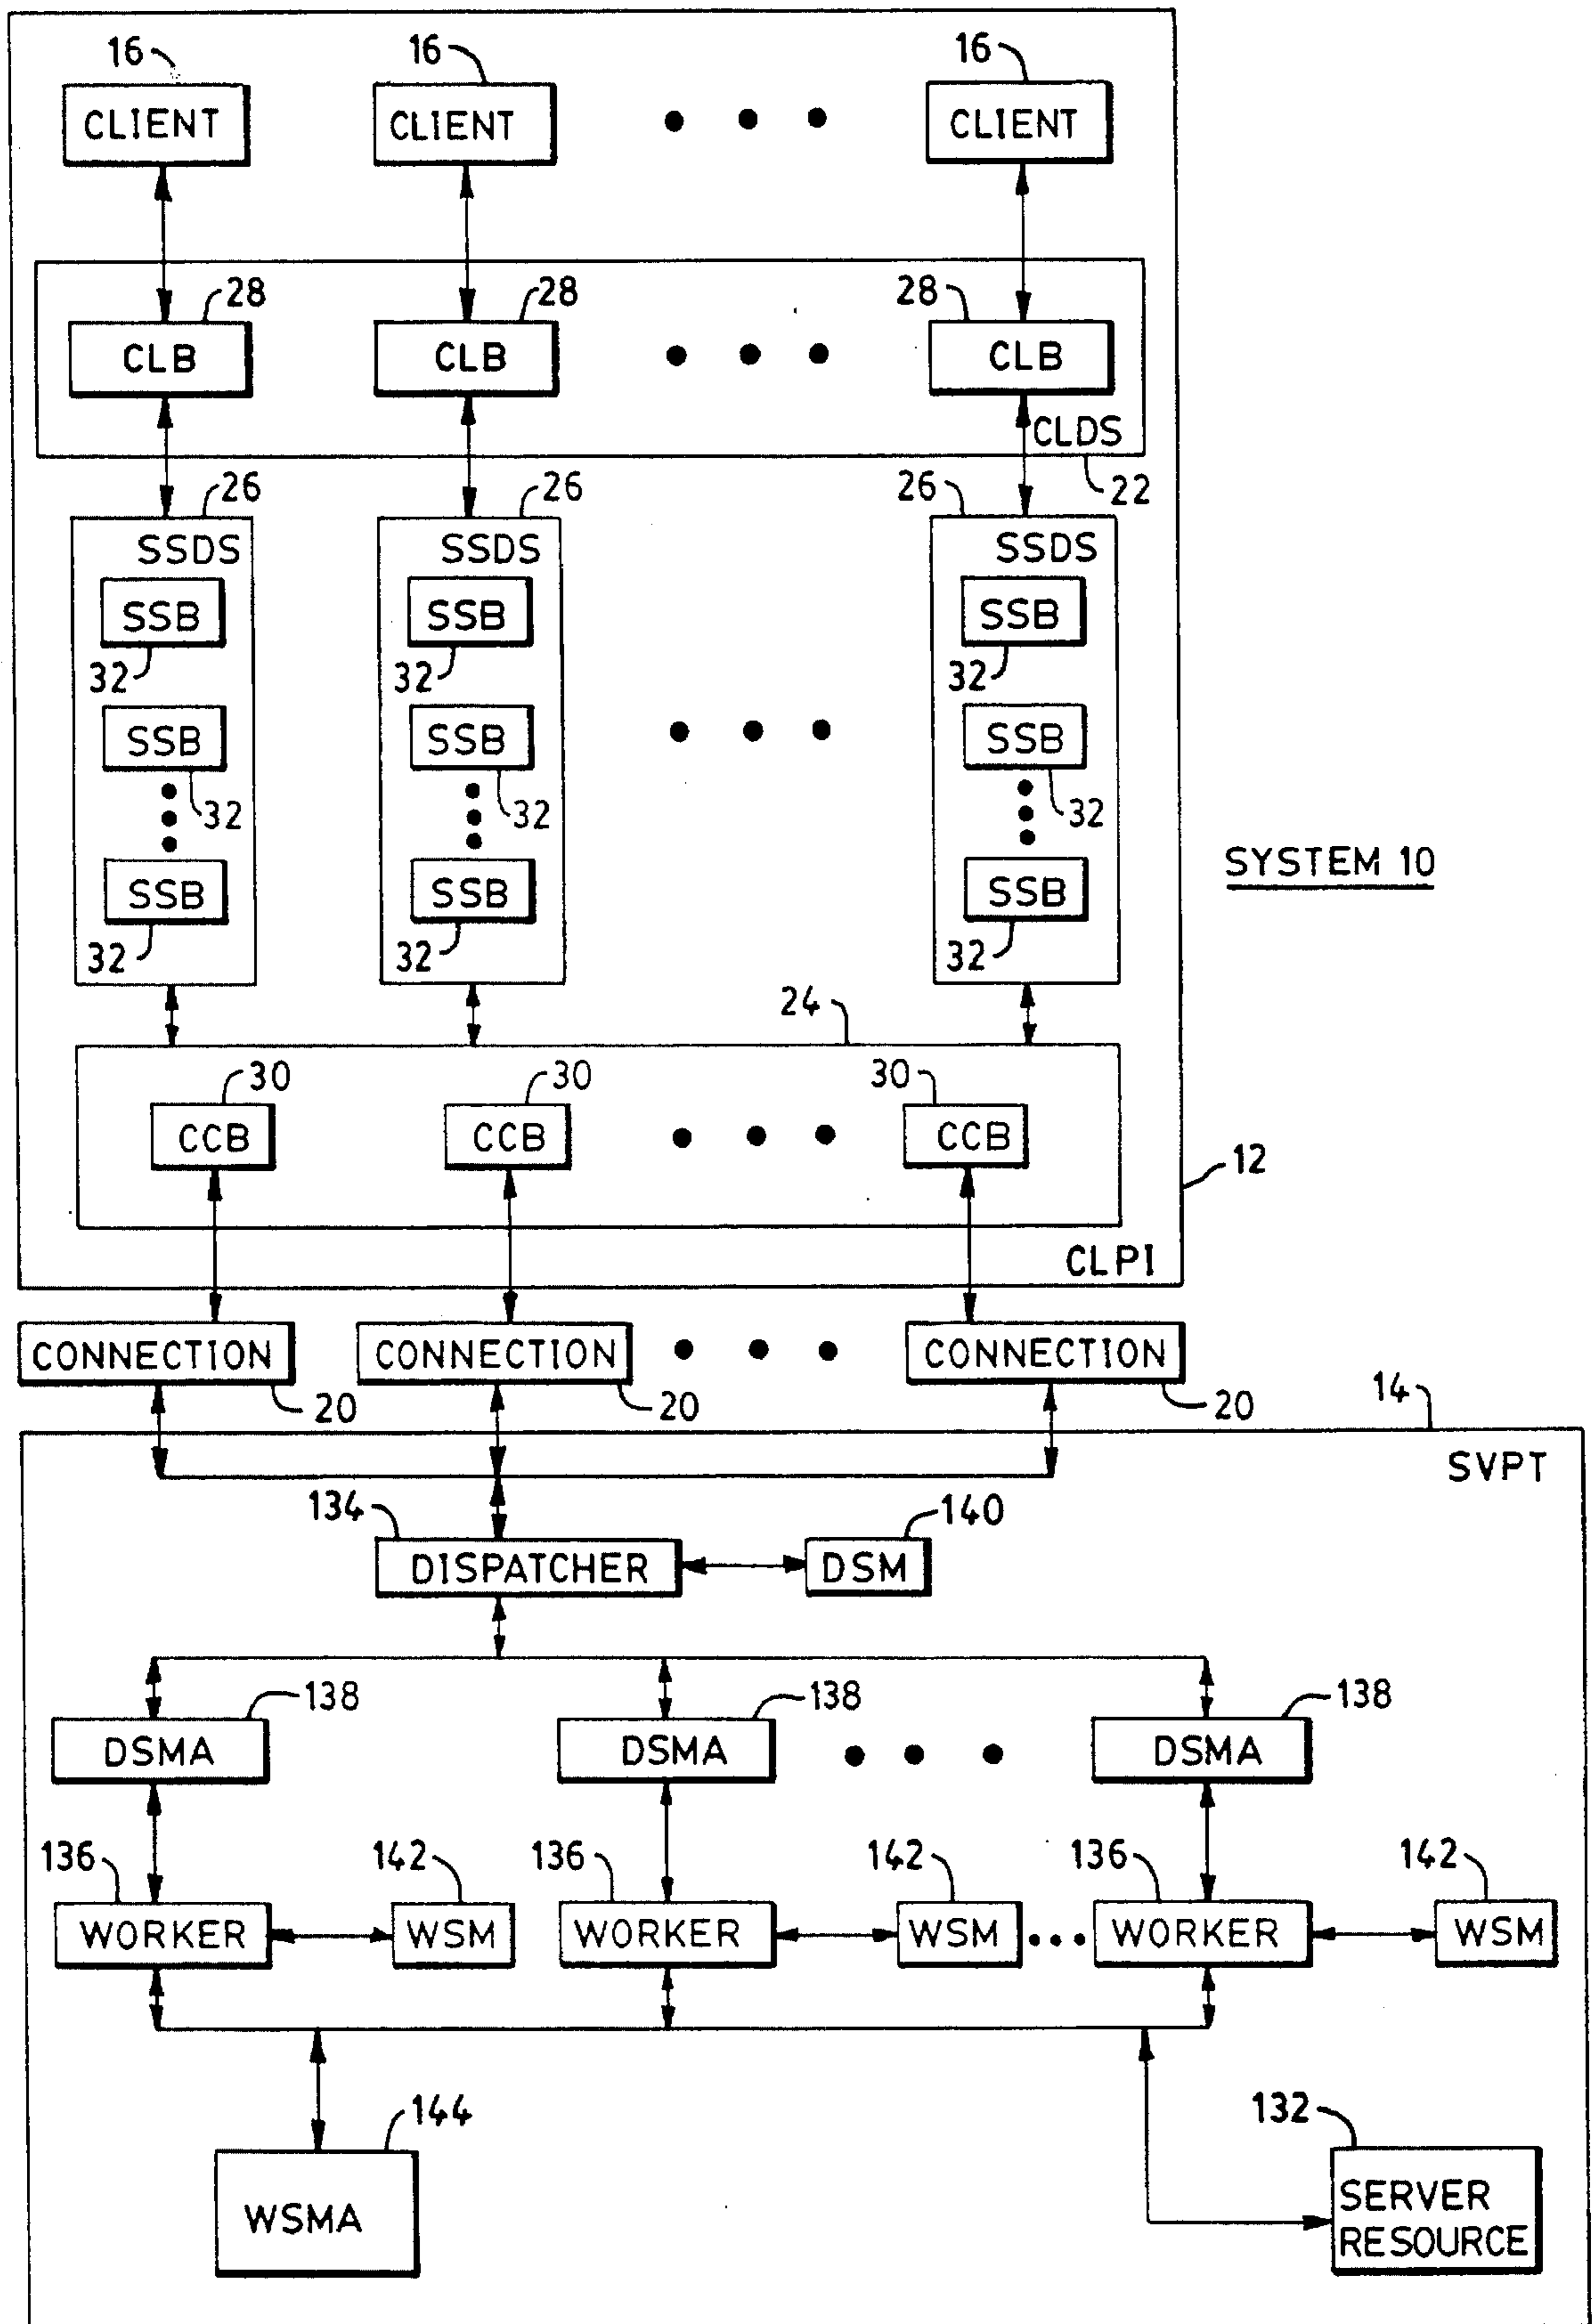 16 16 16
CLIENT CLIENT CLIENT
28 28 28
CLB CLB CLB
CLDS
22
26 26 26
SSDS SSDS SSDS
SSB SSB SSB
32 32 32
SSB SSB SSB
32 32 32
SSB SSB SSB
32 32 32
SYSTEM 10
24
30 30 30
CCB CCB CCB
12
CLPI
CONNECTION CONNECTION CONNECTION
20 20 20
14
SVPT
134 140
DISPATCHER DSM
138 138 138
DSMA DSMA DSMA
136 142 136 142 136 142
WORKER WSM WORKER WSM WORKER WSM
144 132
WSMA
SERVER
RESOURCE